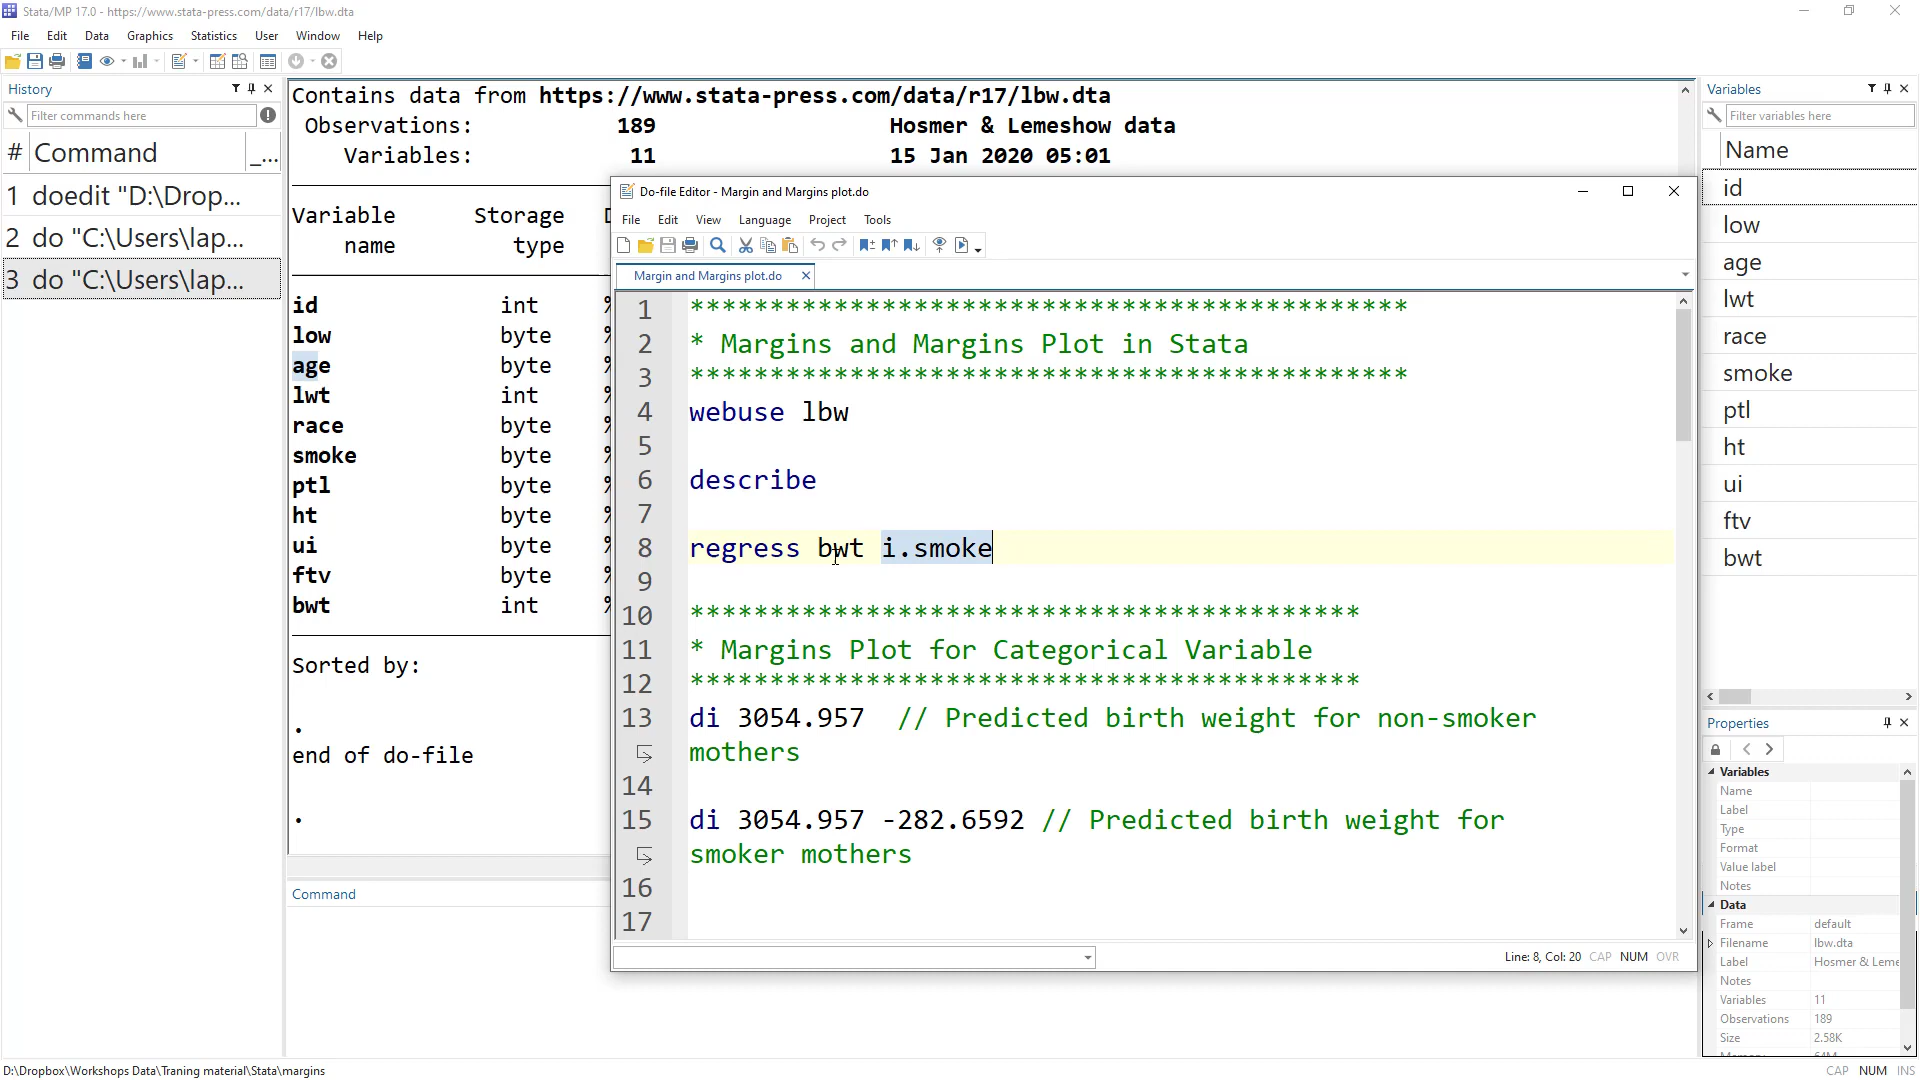 Stata/MP 17.0 - https://www.stata-press.com/data/r17/lbw.dta
File Edit Data Graphics Statistics User Window Help
History
Filter commands here
# Command _...
1 doedit "D:\Drop...
2 do "C:\Users\lap...
3 do "C:\Users\lap...
Contains data from https://www.stata-press.com/data/r17/lbw.dta
Observations: 189 Hosmer & Lemeshow data
Variables: 11 15 Jan 2020 05:01
Variable Storage
name type
id int %
low byte %
age byte %
lwt int %
race byte %
smoke byte %
ptl byte %
ht byte %
ui byte %
ftv byte %
bwt int %
Sorted by:
.
end of do-file
.
Command
Do-file Editor - Margin and Margins plot.do
File Edit View Language Project Tools
Margin and Margins plot.do
1 *********************************************
2 * Margins and Margins Plot in Stata
3 *********************************************
4 webuse lbw
5
6 describe
7
8 regress bwt i.smoke
9
10 ******************************************
11 * Margins Plot for Categorical Variable
12 ******************************************
13 di 3054.957 // Predicted birth weight for non-smoker
mothers
14
15 di 3054.957 -282.6592 // Predicted birth weight for
smoker mothers
16
17
Line: 8, Col: 20 CAP NUM OVR
Variables
Filter variables here
Name
id
low
age
lwt
race
smoke
ptl
ht
ui
ftv
bwt
Properties
Variables
Name
Label
Type
Format
Value label
Notes
Data
Frame default
Filename lbw.dta
Label Hosmer & Leme
Notes
Variables 11
Observations 189
Size 2.58K
D:\Dropbox\Workshops Data\Traning material\Stata\margins
CAP NUM INS